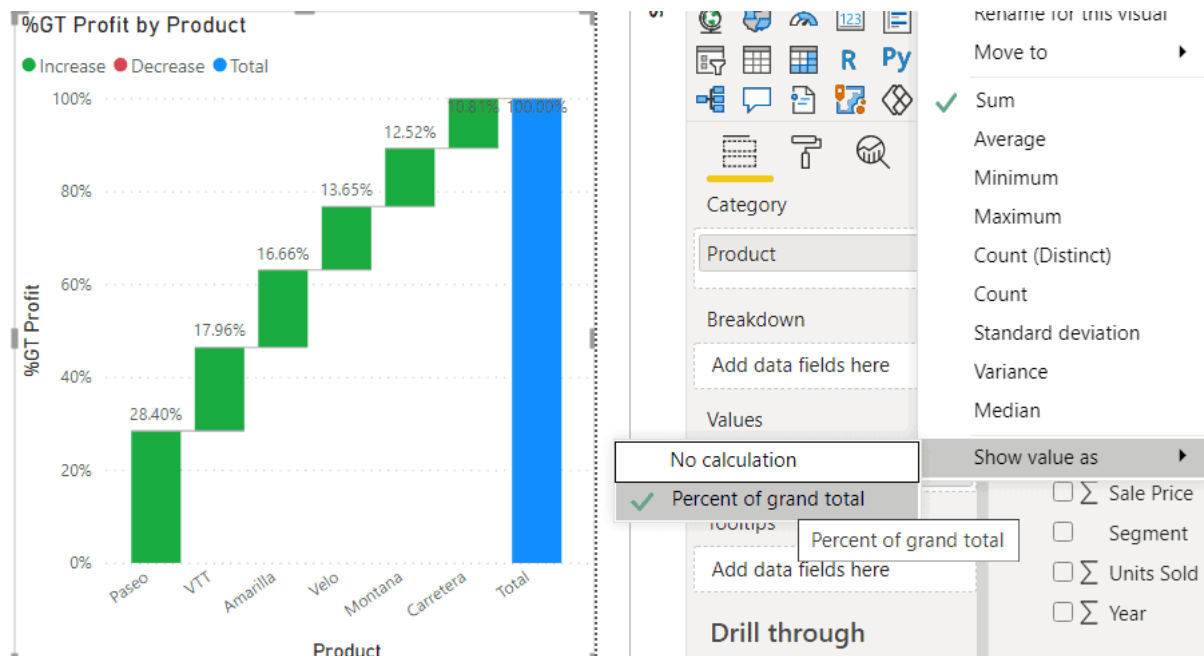 %GT Profit by Product
Increase Decrease Total
100%
80%
60%
40%
20%
0%
%GT Profit
28.40%
17.96%
16.66%
13.65%
12.52%
10.81%
100.00%
Paseo
VTT
Amarilla
Velo
Montana
Carretera
Total
Product
123
R
Py
Category
Product
Breakdown
Add data fields here
Values
No calculation
Percent of grand total
Tooltips
Percent of grand total
Add data fields here
Drill through
Rename for this visual
Move to
Sum
Average
Minimum
Maximum
Count (Distinct)
Count
Standard deviation
Variance
Median
Show value as
Σ Sale Price
Segment
Σ Units Sold
Σ Year